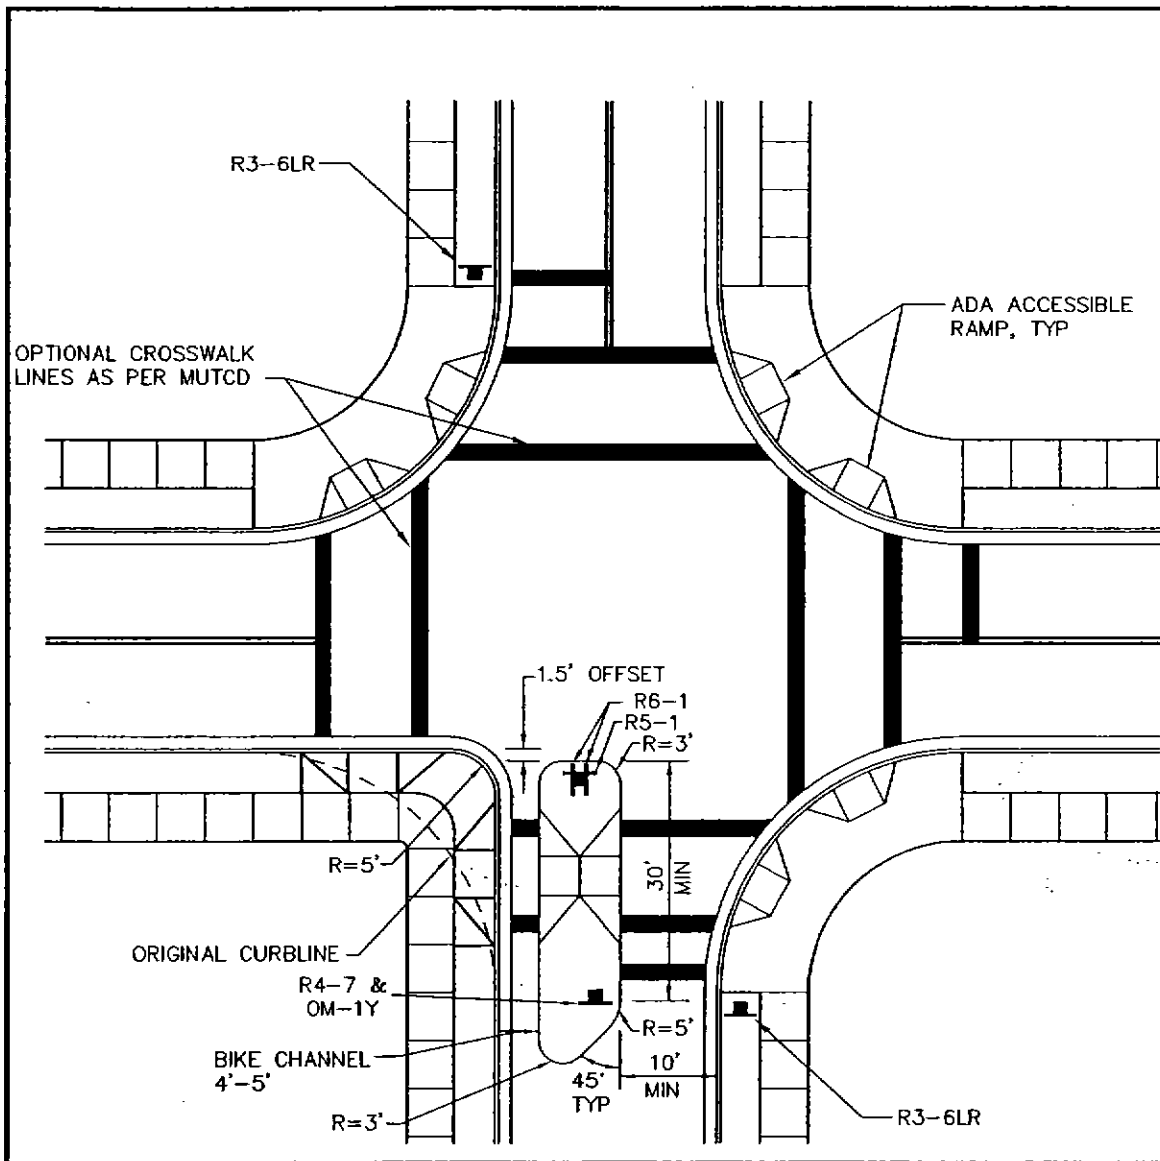 R3-6LR
ADA ACCESSIBLE
RAMP, TYP
OPTIONAL CROSSWALK
LINES AS PER MUTCD
1.5' OFFSET
R6-1
R5-1
R=3'
R=5'
30'
MIN
ORIGINAL CURBLINE
R4-7 &
OM-1Y
R=5'
BIKE CHANNEL
4'-5'
45'
TYP
10'
MIN
R=3'
R3-6LR